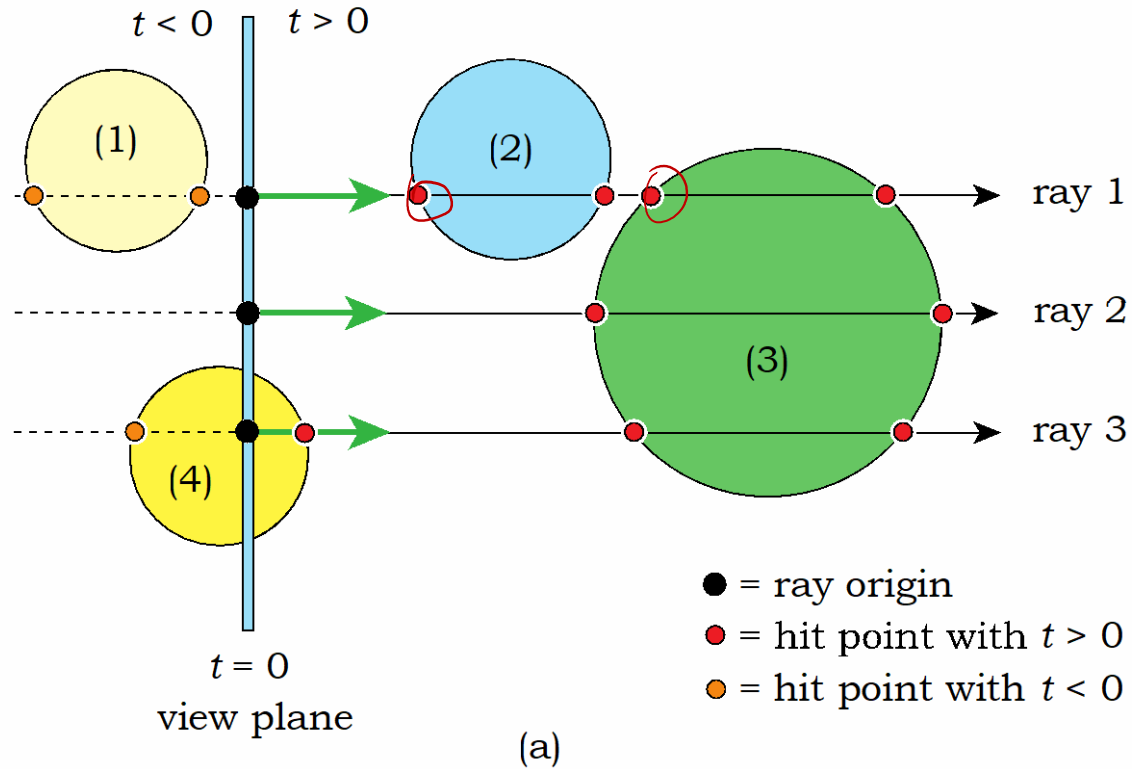 t < 0
t > 0
(1)
(2)
ray 1
ray 2
(3)
ray 3
(4)
= ray origin
= hit point with t > 0
= hit point with t < 0
t = 0
view plane
(a)